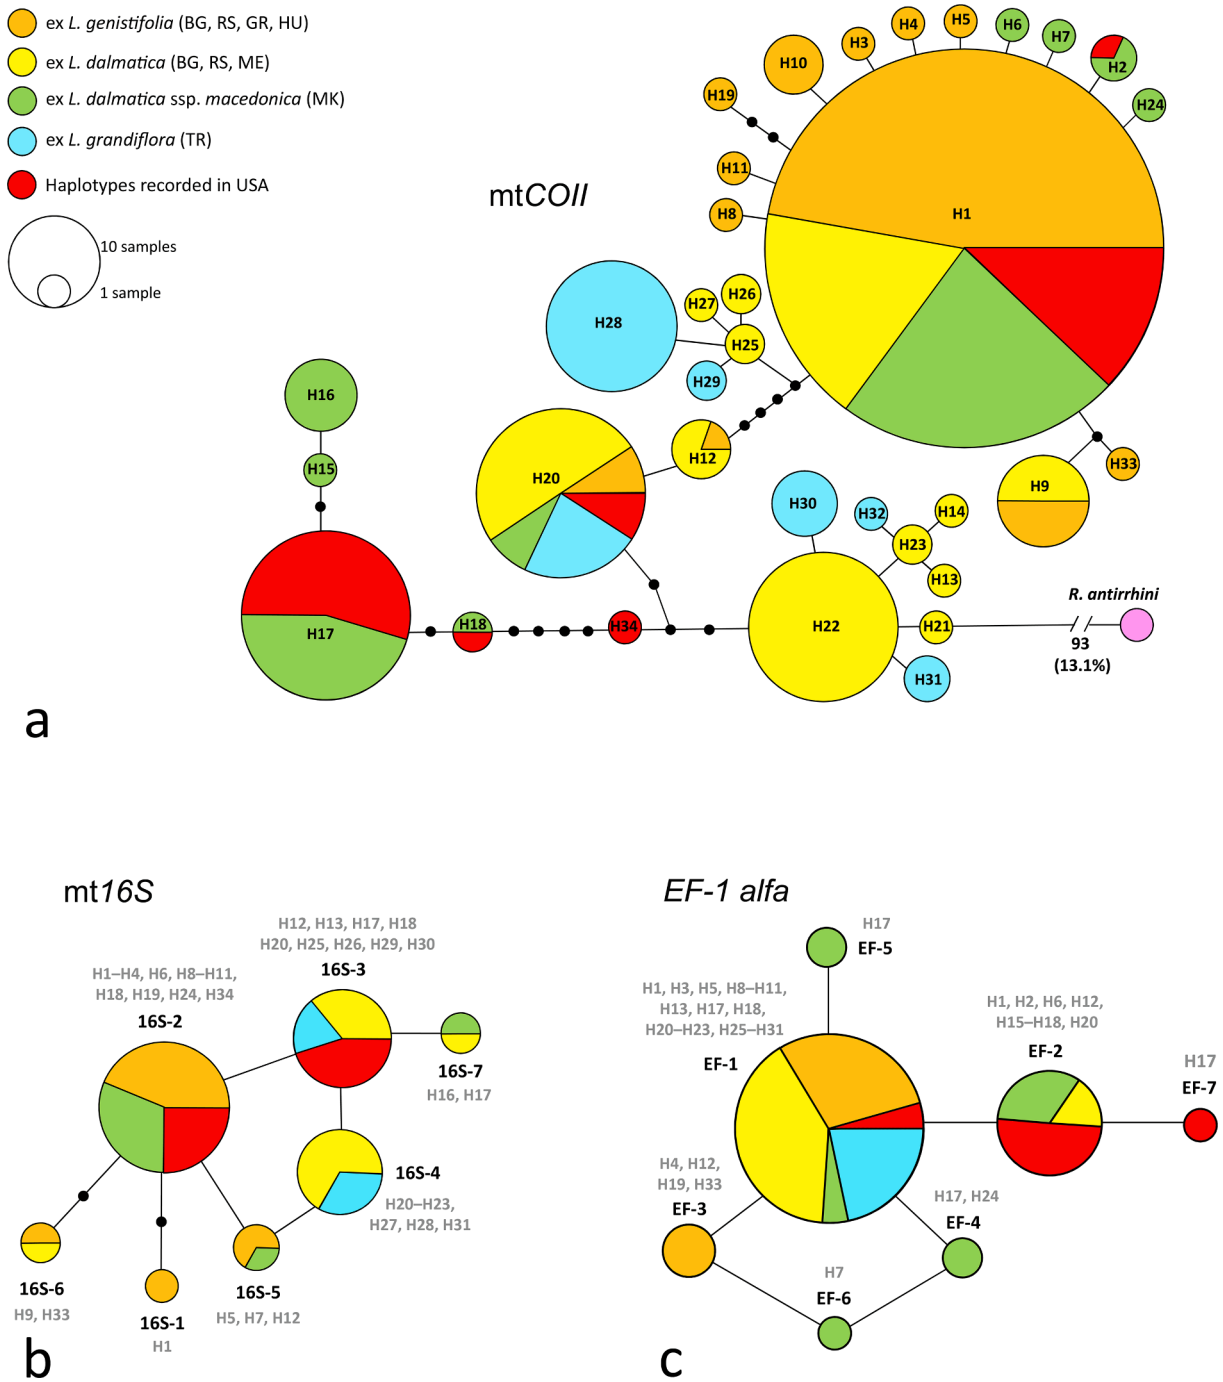 ex L. genistifolia (BG, RS, GR, HU)
ex L. dalmatica (BG, RS, ME)
ex L. dalmatica ssp. macedonica (MK)
ex L. grandiflora (TR)
Haplotypes recorded in USA
10 samples
1 sample
mtCOII
H1
H2
H3
H4
H5
H6
H7
H24
H10
H19
H11
H8
H28
H27
H26
H25
H29
H12
H20
H16
H15
H17
H18
H34
H9
H33
H30
H32
H14
H23
H13
H22
H21
H31
R. antirrhini
93
(13.1%)
a
mt16S
H12, H13, H17, H18
H20, H25, H26, H29, H30
16S-3
H1–H4, H6, H8–H11,
H18, H19, H24, H34
16S-2
16S-7
H16, H17
16S-4
H20–H23,
H27, H28, H31
16S-6
H9, H33
16S-1
H1
16S-5
H5, H7, H12
b
EF-1 alfa
H17
EF-5
H1, H3, H5, H8–H11,
H13, H17, H18,
H20–H23, H25–H31
EF-1
H1, H2, H6, H12,
H15–H18, H20
EF-2
H17
EF-7
H4, H12,
H19, H33
EF-3
H17, H24
EF-4
H7
EF-6
c